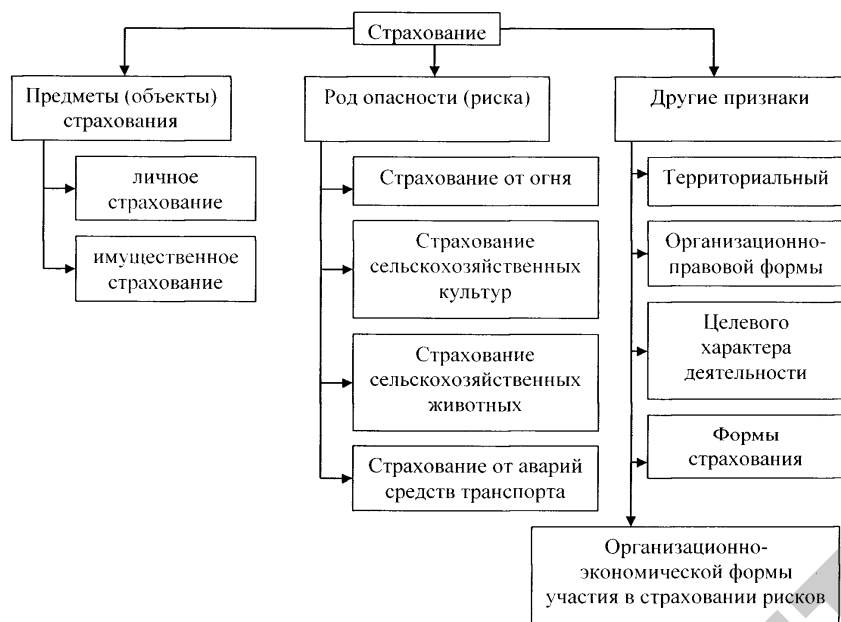 Страхование
Предметы (объекты)
страхования
личное
страхование
имущественное
страхование
Род опасности (риска)
Страхование от огня
Страхование
сельскохозяйственных
культур
Страхование
сельскохозяйственных
животных
Страхование от аварий
средств транспорта
Другие признаки
Территориальный
Организационно-
правовой формы
Целевого
характера
деятельности
Формы
страхования
Организационно-
экономической формы
участия в страховании рисков